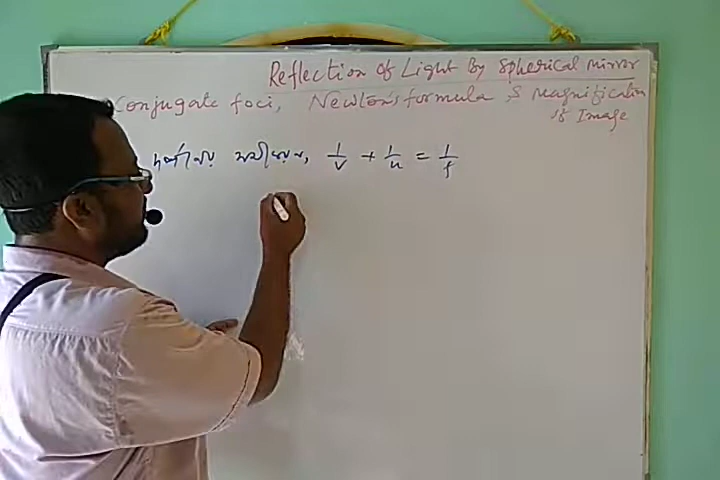 Reflection Of Light By Spherical mirror
Conjugate foci, Newton's formula & Magnification
of Image
1/v + 1/u = 1/f